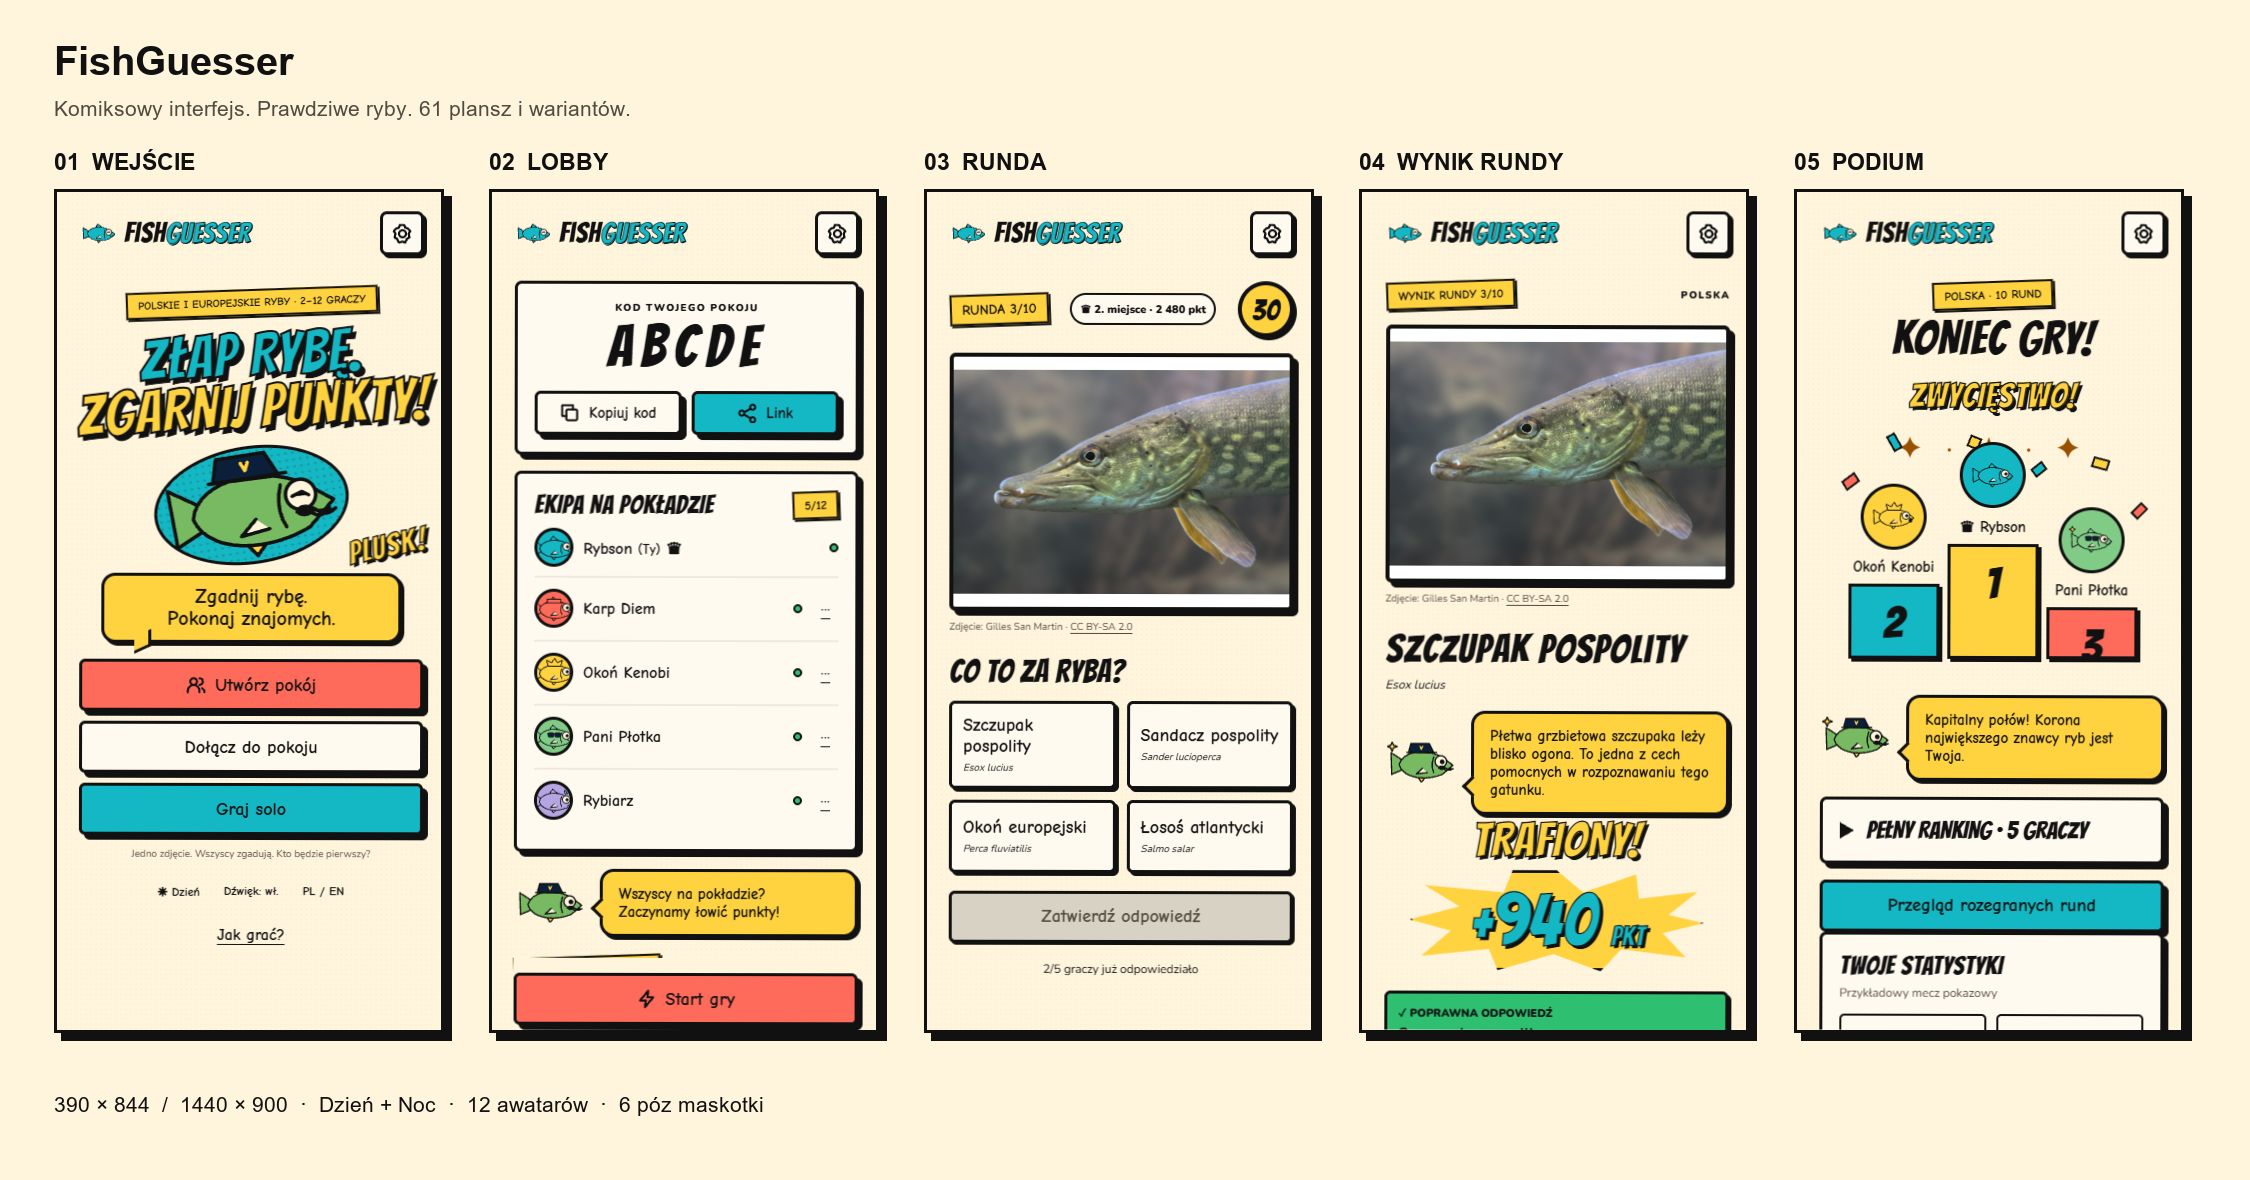 FishGuesser
Komiksowy interfejs. Prawdziwe ryby. 61 plansz i wariantów.
01 WEJŚCIE
FISHGUESSER
POLSKIE I EUROPEJSKIE RYBY · 2–12 GRACZY
ZŁAP RYBĘ.
ZGARNIJ PUNKTY!
V
PLUSK!
Zgadnij rybę.
Pokonaj znajomych.
Utwórz pokój
Dołącz do pokoju
Graj solo
Jedno zdjęcie. Wszyscy zgadują. Kto będzie pierwszy?
Dzień Dźwięk: wł. PL / EN
Jak grać?
02 LOBBY
FISHGUESSER
KOD TWOJEGO POKOJU
ABCDE
Kopiuj kod Link
EKIPA NA POKŁADZIE 5/12
Rybson (Ty)
Karp Diem ...
Okoń Kenobi ...
Pani Płotka ...
Rybiarz ...
Wszyscy na pokładzie?
Zaczynamy łowić punkty!
Start gry
03 RUNDA
FISHGUESSER
RUNDA 3/10 2. miejsce · 2 480 pkt 30
Zdjęcie: Gilles San Martin · CC BY-SA 2.0
CO TO ZA RYBA?
Szczupak
pospolity
Esox lucius
Sandacz pospolity
Sander lucioperca
Okoń europejski
Perca fluviatilis
Łosoś atlantycki
Salmo salar
Zatwierdź odpowiedź
2/5 graczy już odpowiedziało
04 WYNIK RUNDY
FISHGUESSER
WYNIK RUNDY 3/10 POLSKA
Zdjęcie: Gilles San Martin · CC BY-SA 2.0
SZCZUPAK POSPOLITY
Esox lucius
Płetwa grzbietowa szczupaka leży
blisko ogona. To jedna z cech
pomocnych w rozpoznawaniu tego
gatunku.
TRAFIONY!
+940 PKT
✓ POPRAWNA ODPOWIEDŹ
05 PODIUM
FISHGUESSER
POLSKA · 10 RUND
KONIEC GRY!
ZWYCIĘSTWO!
Rybson
Okoń Kenobi
Pani Płotka
1
2
3
Kapitalny połów! Korona
największego znawcy ryb jest
Twoja.
PEŁNY RANKING • 5 GRACZY
Przegląd rozegranych rund
TWOJE STATYSTYKI
Przykładowy mecz pokazowy
390 × 844 / 1440 × 900 · Dzień + Noc · 12 awatarów · 6 póz maskotki